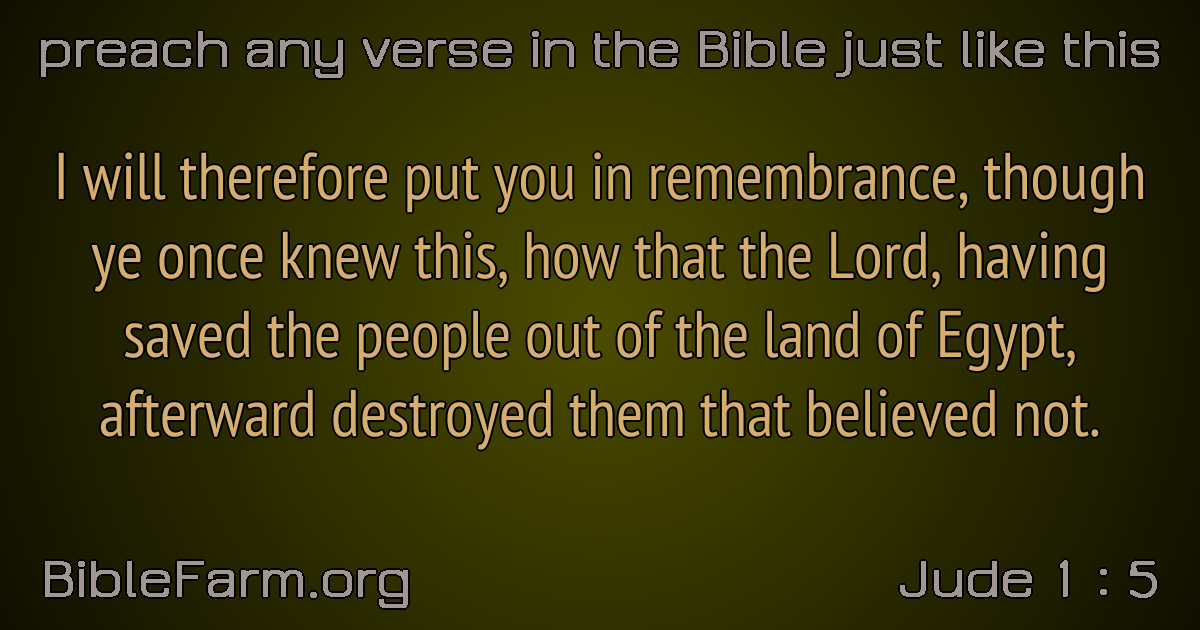 preach any verse in the Bible just like this
I will therefore put you in remembrance, though
ye once knew this, how that the Lord, having
saved the people out of the land of Egypt,
afterward destroyed them that believed not.
BibleFarm.org
Jude 1 : 5